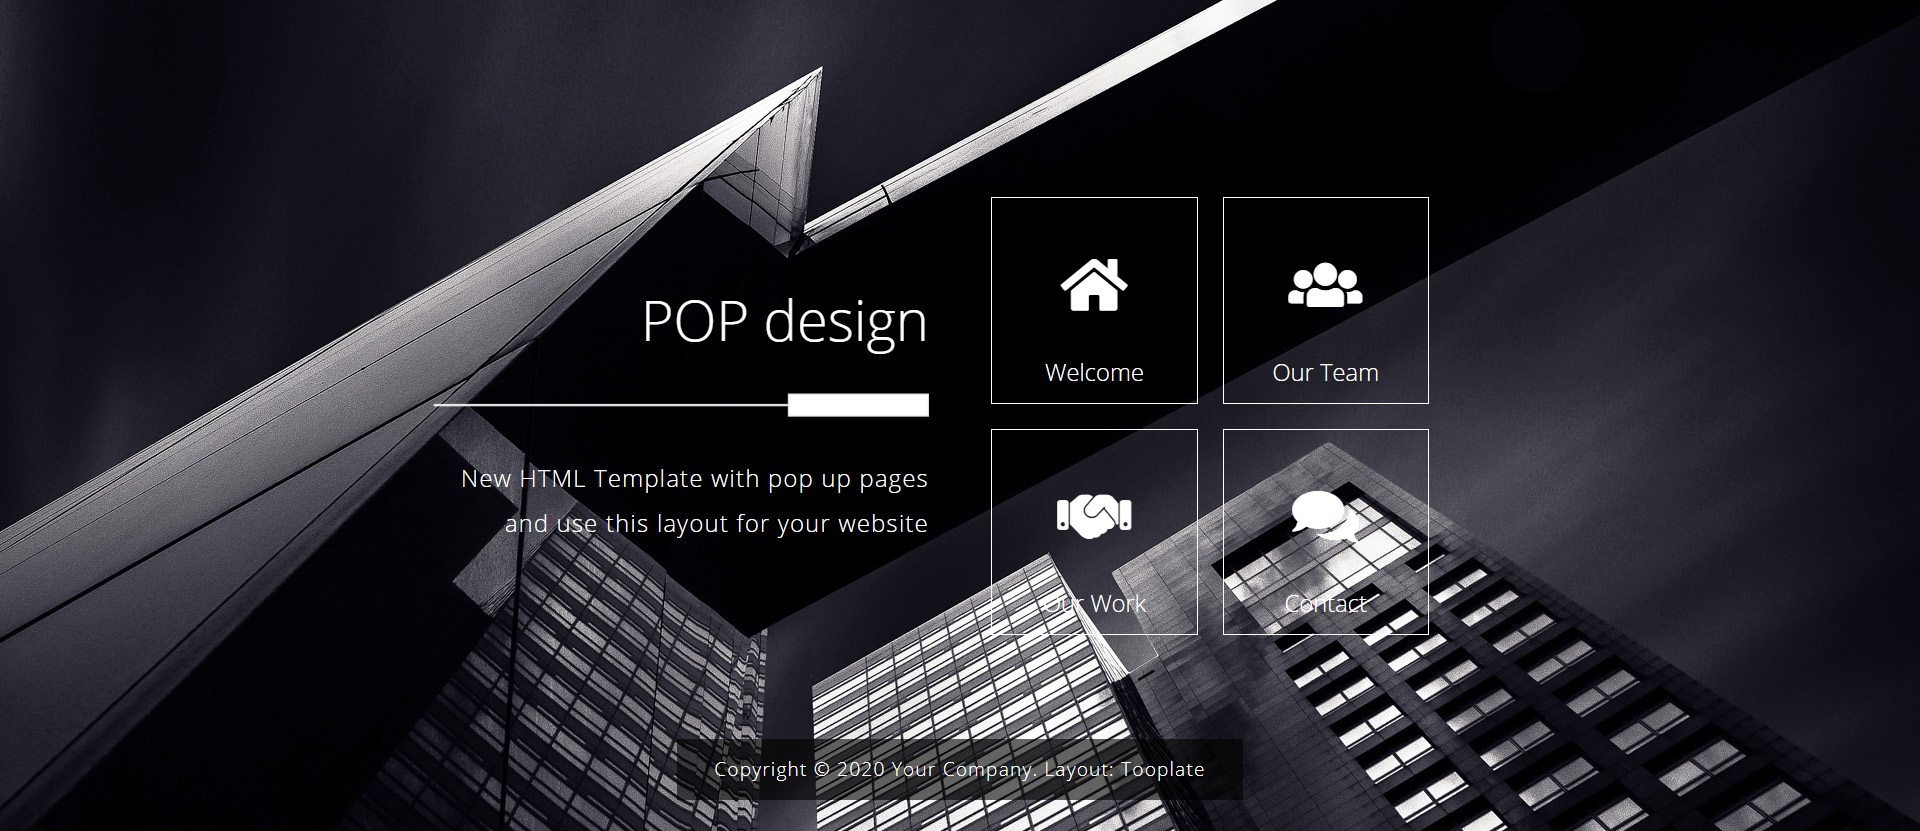 POP design
New HTML Template with pop up pages
and use this layout for your website
Welcome
Our Team
Our Work
Contact
Copyright © 2020 Your Company. Layout: Tooplate